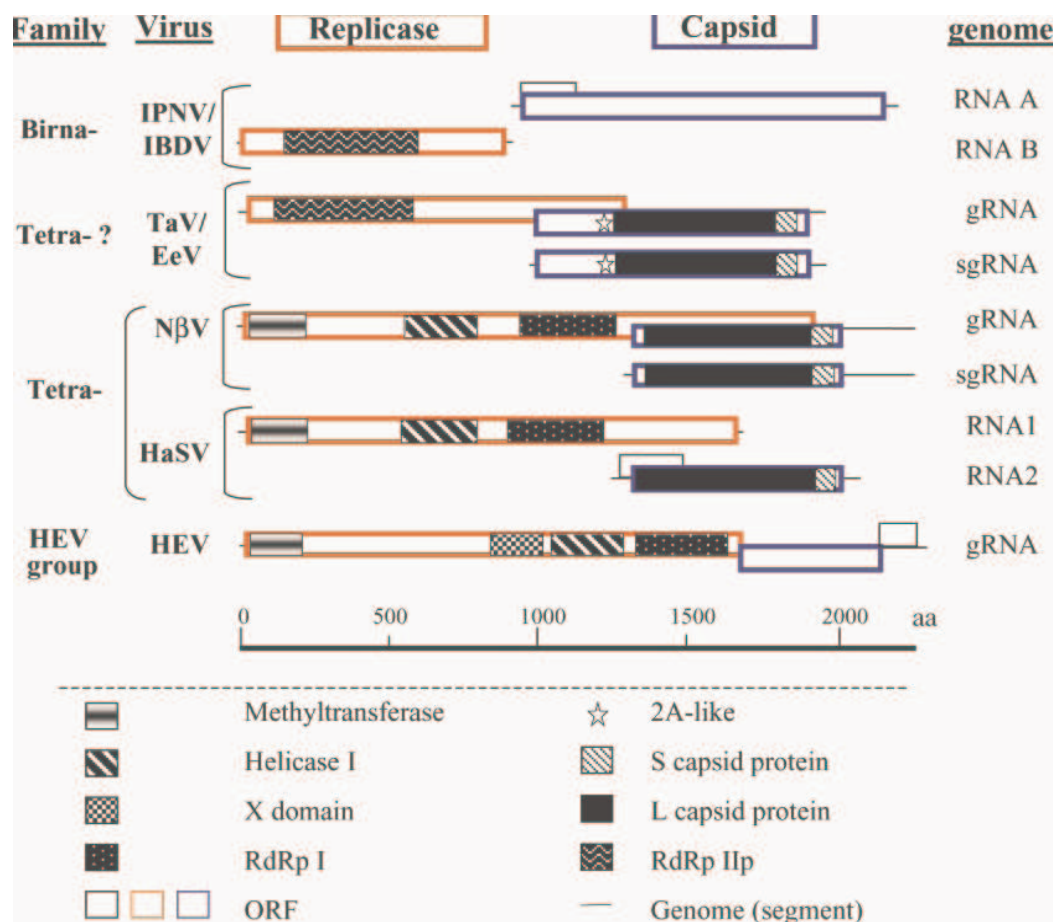 Family Virus Replicase Capsid genome
Birna- IPNV/ IBDV RNA A
RNA B
Tetra- ? TaV/ EeV gRNA
sgRNA
Tetra- NβV gRNA
sgRNA
HaSV RNA1
RNA2
HEV group HEV gRNA
0 500 1000 1500 2000 aa
Methyltransferase 2A-like
Helicase I S capsid protein
X domain L capsid protein
RdRp I RdRp IIp
ORF Genome (segment)